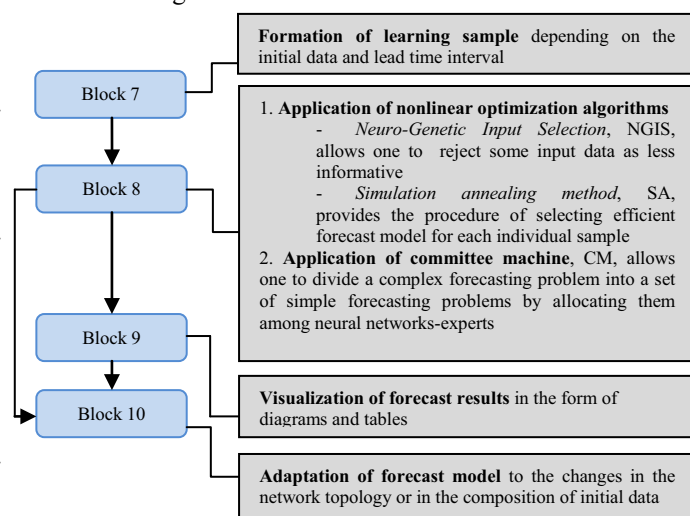 Formation of learning sample depending on the
initial data and lead time interval
Block 7
1. Application of nonlinear optimization algorithms
- Neuro-Genetic Input Selection, NGIS,
allows one to reject some input data as less
informative
- Simulation annealing method, SA,
provides the procedure of selecting efficient
forecast model for each individual sample
2. Application of committee machine, CM, allows
one to divide a complex forecasting problem into a set
of simple forecasting problems by allocating them
among neural networks-experts
Block 8
Block 9
Visualization of forecast results in the form of
diagrams and tables
Block 10
Adaptation of forecast model to the changes in the
network topology or in the composition of initial data